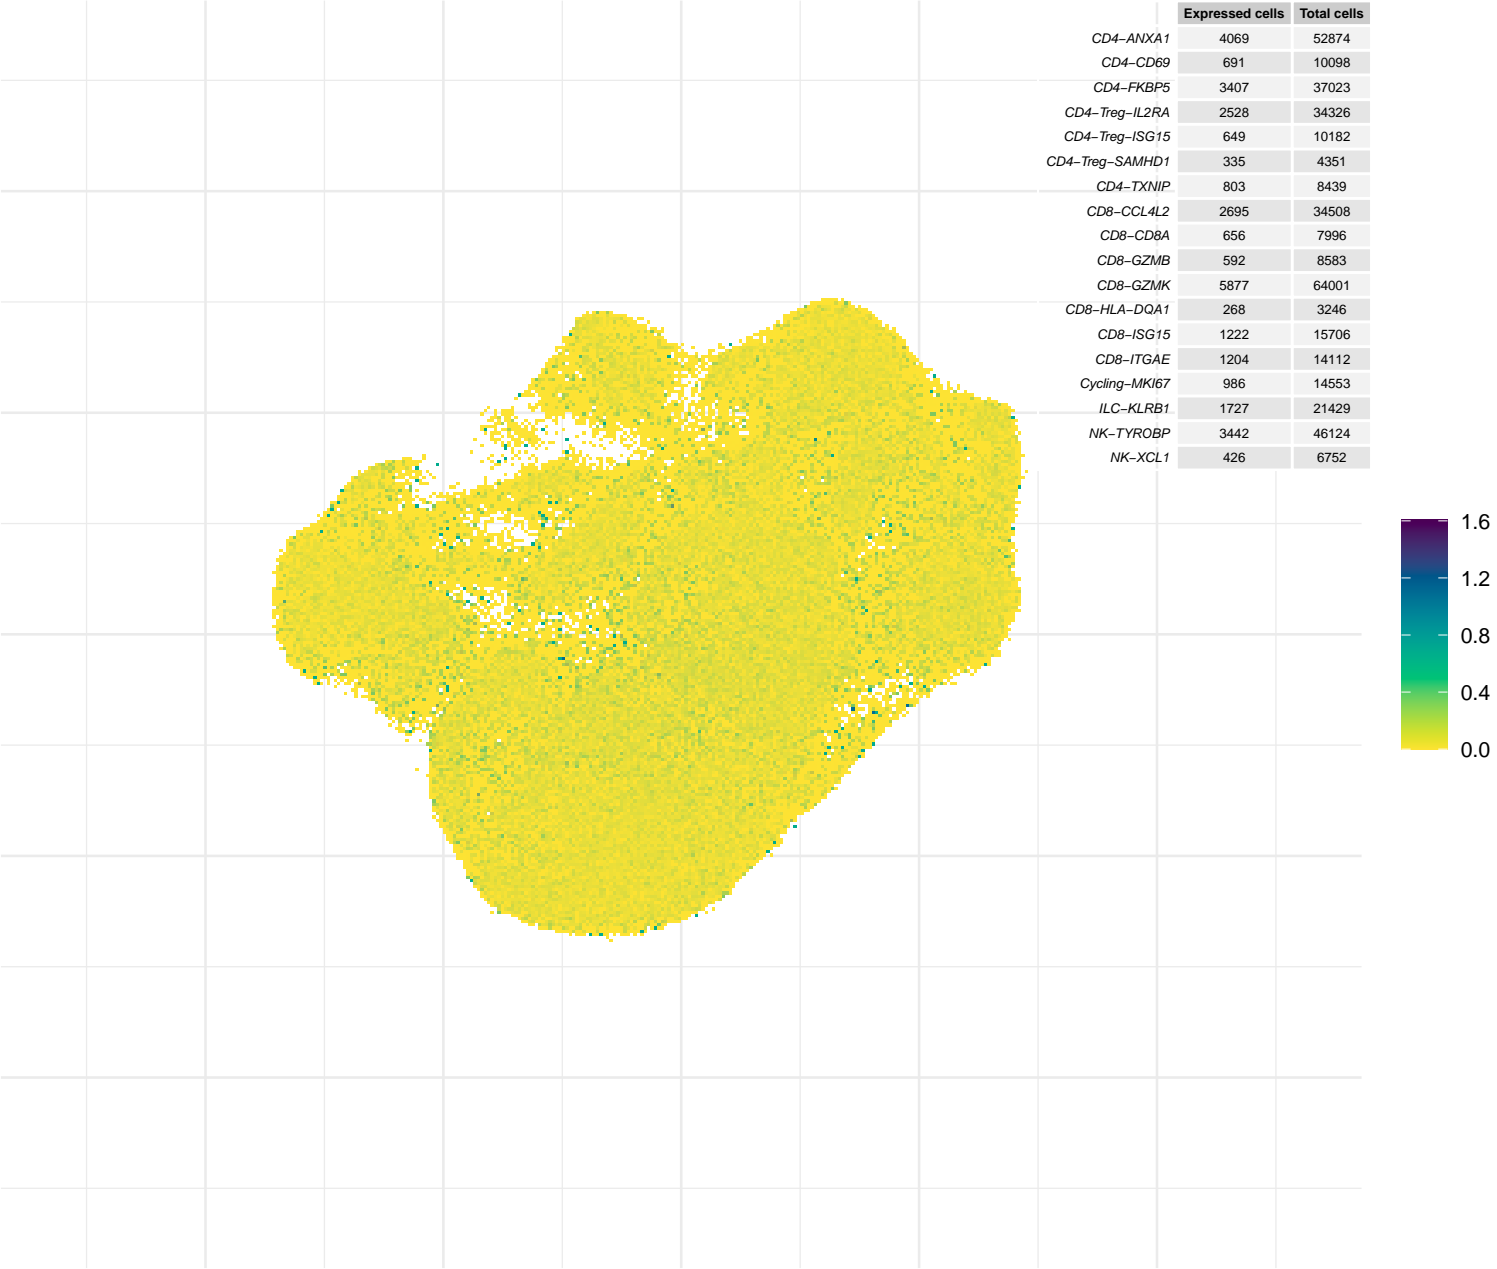 Expressed cells Total cells
CD4−ANXA1 4069 52874
CD4−CD69 691 10098
CD4−FKBP5 3407 37023
CD4−Treg−IL2RA 2528 34326
CD4−Treg−ISG15 649 10182
CD4−Treg−SAMHD1 335 4351
CD4−TXNIP 803 8439
CD8−CCL4L2 2695 34508
CD8−CD8A 656 7996
CD8−GZMB 592 8583
CD8−GZMK 5877 64001
CD8−HLA−DQA1 268 3246
CD8−ISG15 1222 15706
CD8−ITGAE 1204 14112
Cycling−MKI67 986 14553
ILC−KLRB1 1727 21429
NK−TYROBP 3442 46124
NK−XCL1 426 6752
1.6
1.2
0.8
0.4
0.0